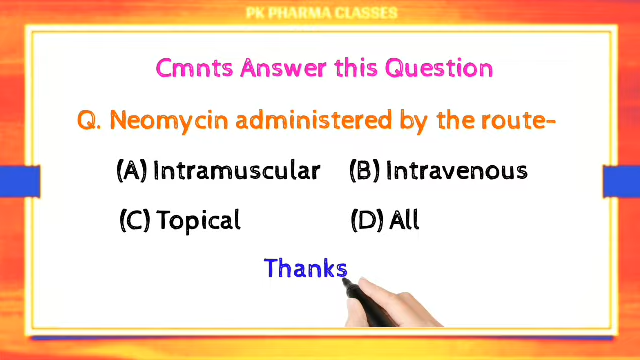 PK PHARMA CLASSES
Cmnts Answer this Question
Q. Neomycin administered by the route-
(A) Intramuscular (B) Intravenous
(C) Topical (D) All
Thanks